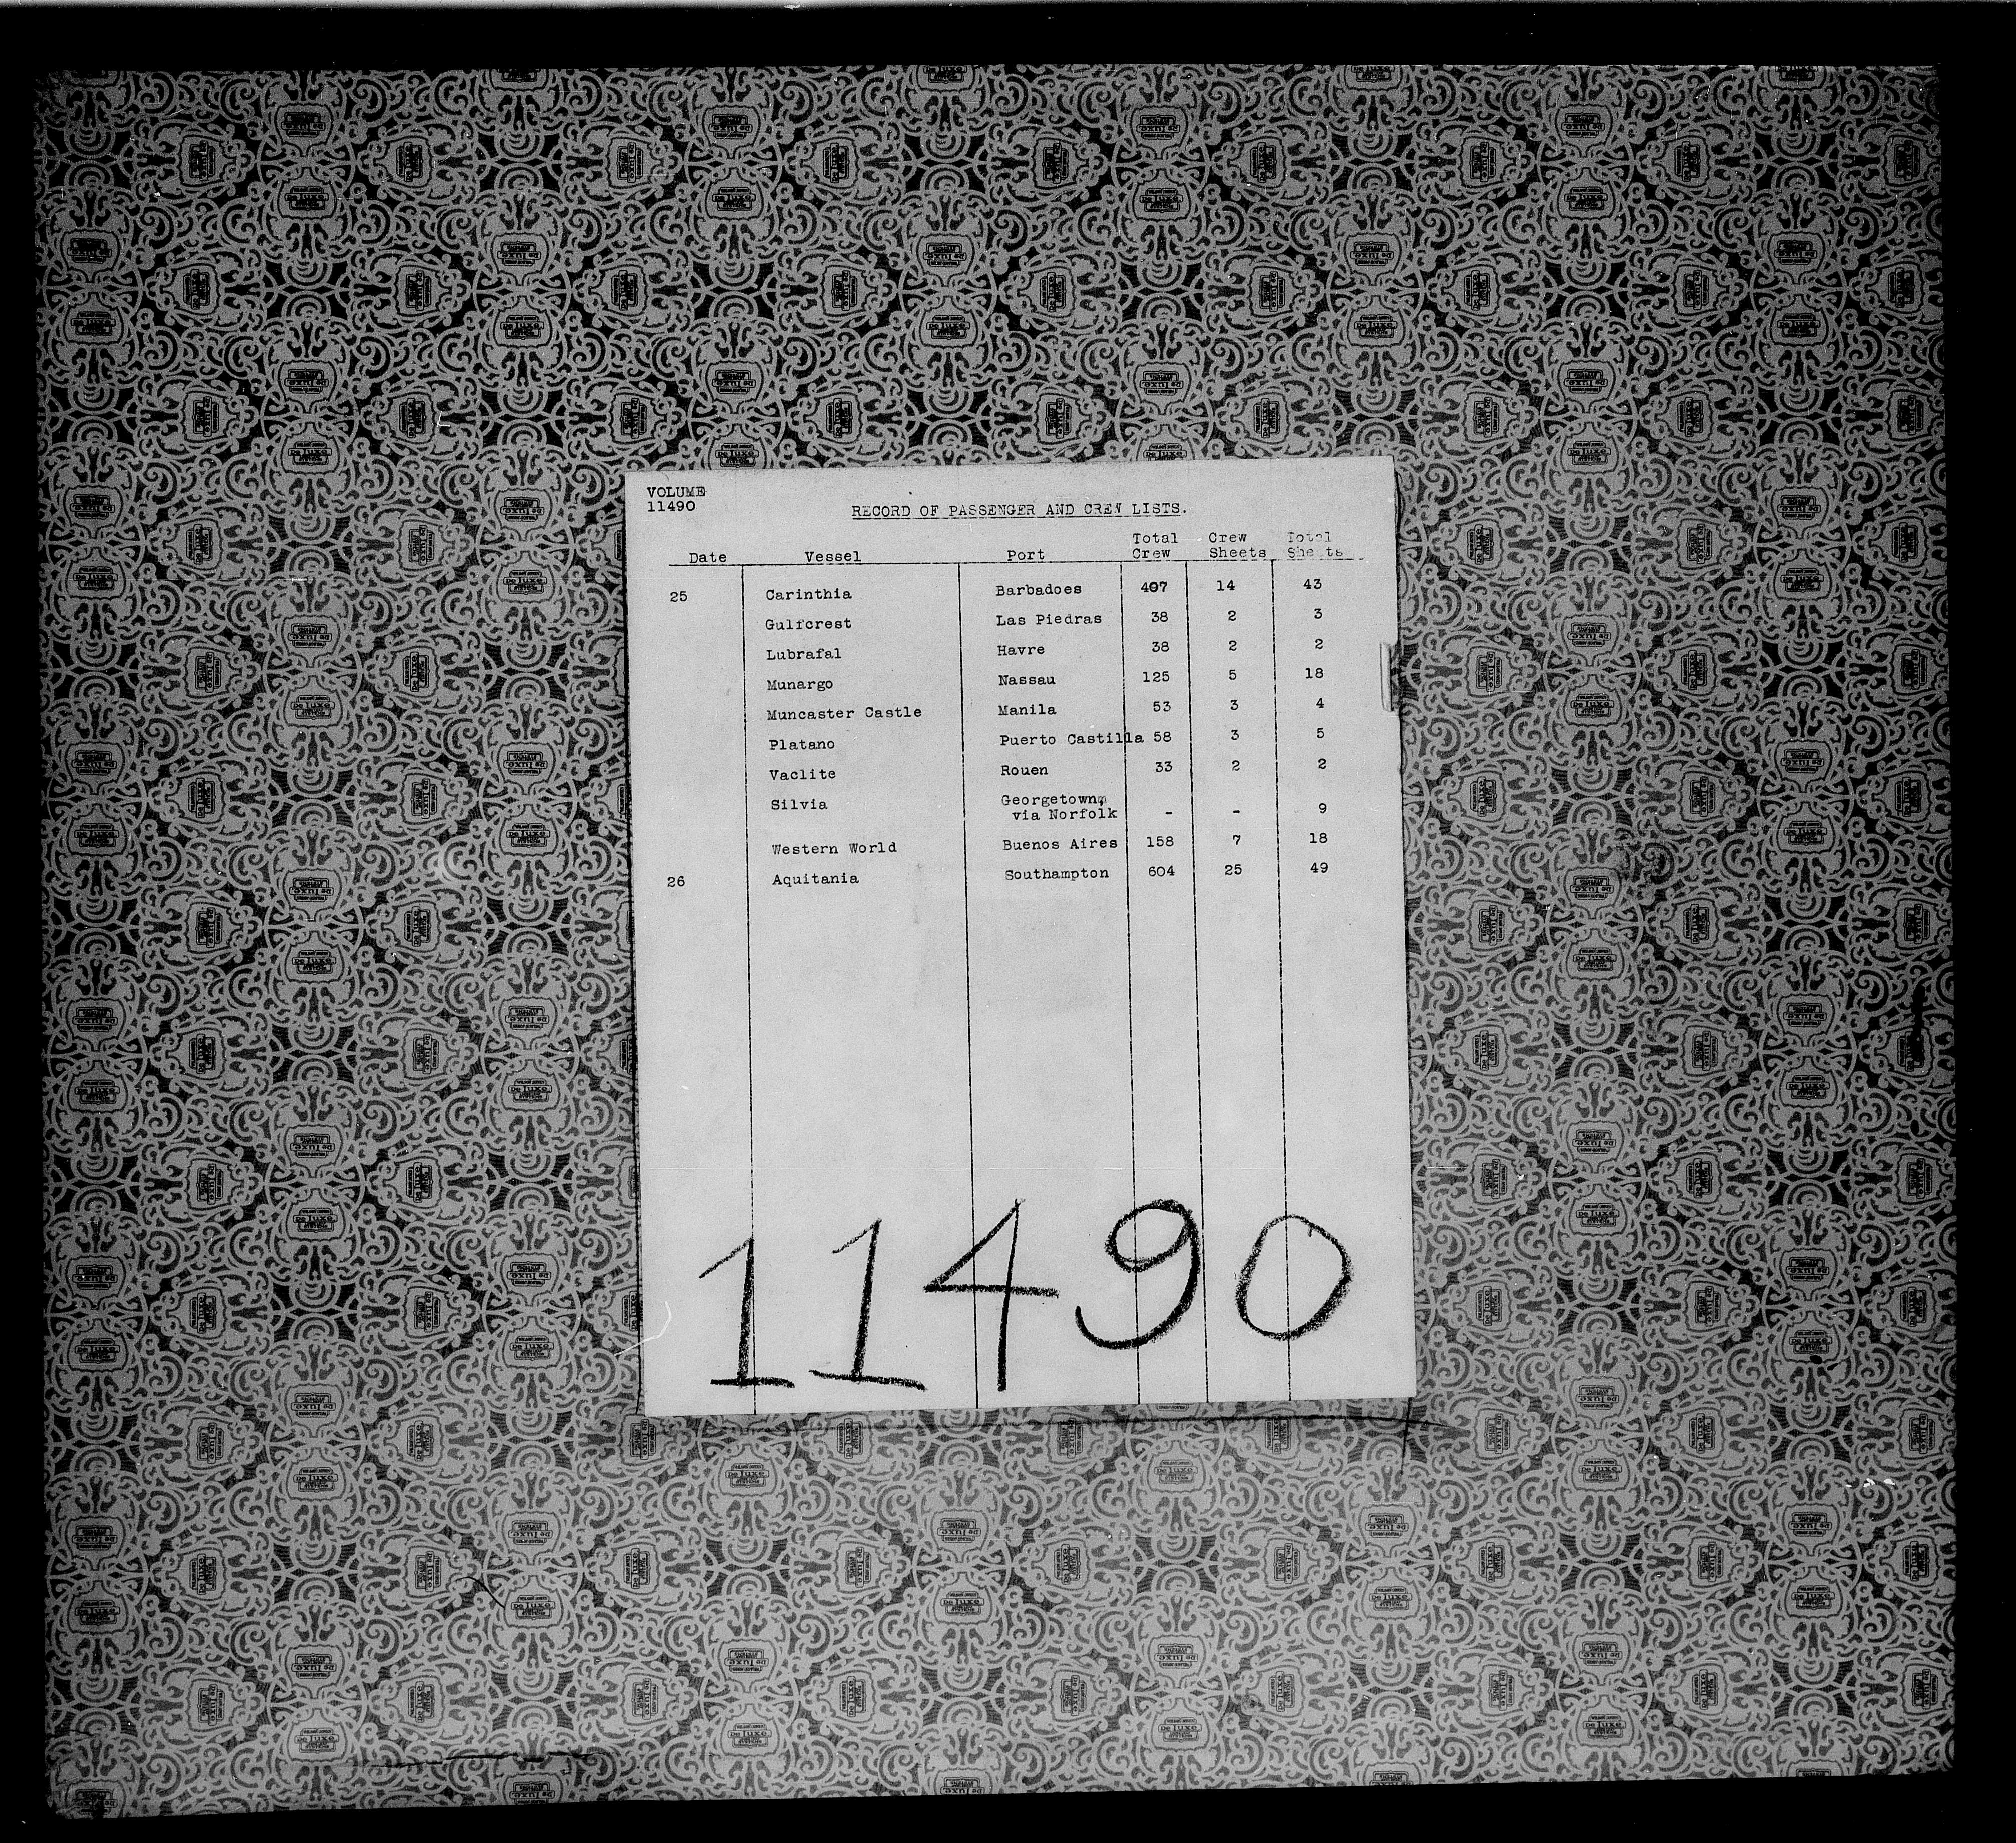 VOLUME
11490
RECORD OF PASSENGER AND CREW LISTS.
Date Vessel Port Total Crew Crew Sheets Total Sheets
25 Carinthia Barbadoes 407 14 43
Gulfcrest Las Piedras 38 2 3
Lubrafal Havre 38 2 2
Munargo Nassau 125 5 18
Muncaster Castle Manila 53 3 4
Platano Puerto Castilla 58 3 5
Vaclite Rouen 33 2 2
Silvia Georgetown,
via Norfolk - - 9
Western World Buenos Aires 158 7 18
26 Aquitania Southampton 604 25 49
11490